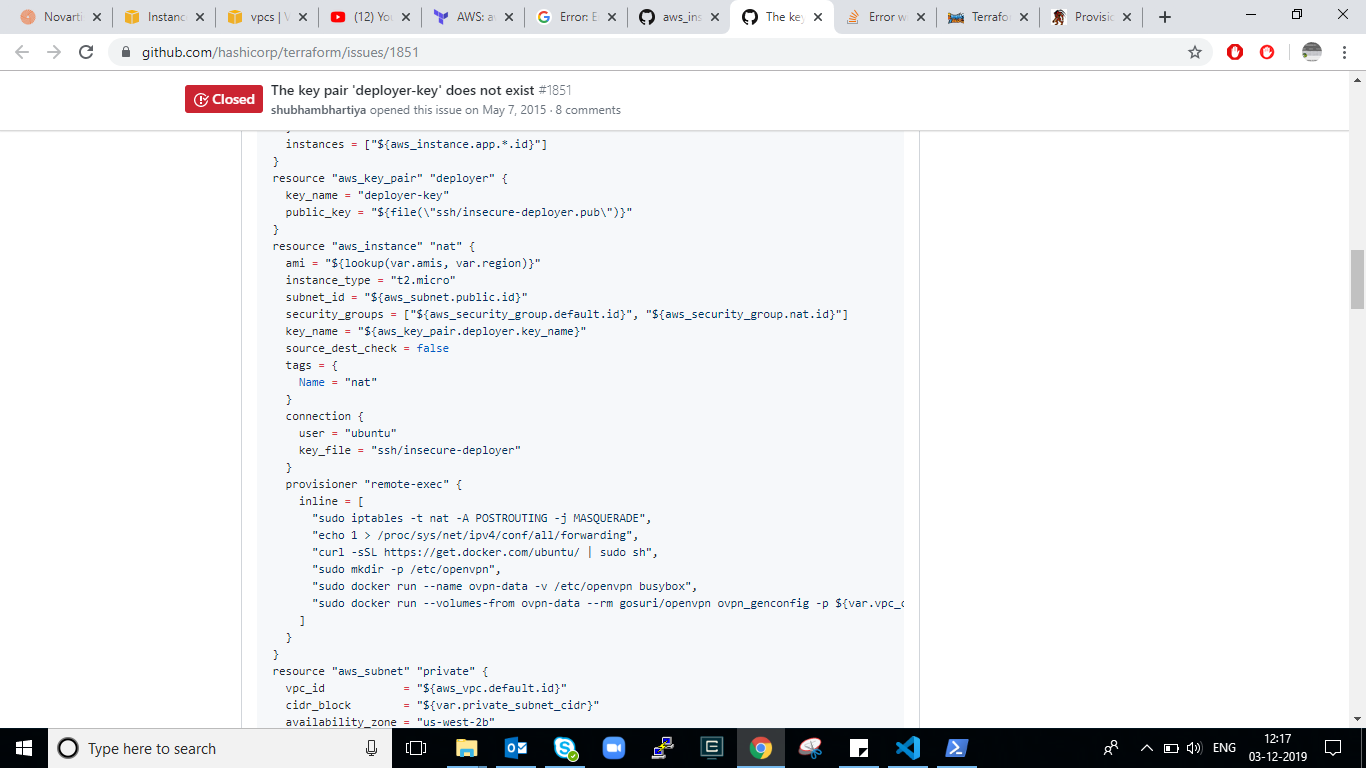 Novarti
Instanc
vpcs | V
(12) Yo
AWS: a
Error: E
aws_ins
The key
Error w
Terrafo
Provisi
github.com/hashicorp/terraform/issues/1851
Closed
The key pair 'deployer-key' does not exist #1851
shubhambhartiya opened this issue on May 7, 2015 · 8 comments
instances = ["${aws_instance.app.*.id}"]
}
resource "aws_key_pair" "deployer" {
key_name = "deployer-key"
public_key = "${file(\"ssh/insecure-deployer.pub\")}"
}
resource "aws_instance" "nat" {
ami = "${lookup(var.amis, var.region)}"
instance_type = "t2.micro"
subnet_id = "${aws_subnet.public.id}"
security_groups = ["${aws_security_group.default.id}", "${aws_security_group.nat.id}"]
key_name = "${aws_key_pair.deployer.key_name}"
source_dest_check = false
tags = {
Name = "nat"
}
connection {
user = "ubuntu"
key_file = "ssh/insecure-deployer"
}
provisioner "remote-exec" {
inline = [
"sudo iptables -t nat -A POSTROUTING -j MASQUERADE",
"echo 1 > /proc/sys/net/ipv4/conf/all/forwarding",
"curl -sSL https://get.docker.com/ubuntu/ | sudo sh",
"sudo mkdir -p /etc/openvpn",
"sudo docker run --name ovpn-data -v /etc/openvpn busybox",
"sudo docker run --volumes-from ovpn-data --rm gosuri/openvpn ovpn_genconfig -p ${var.vpc_c
]
}
}
resource "aws_subnet" "private" {
vpc_id = "${aws_vpc.default.id}"
cidr_block = "${var.private_subnet_cidr}"
availability_zone = "us-west-2b"
Type here to search
ENG
12:17
03-12-2019